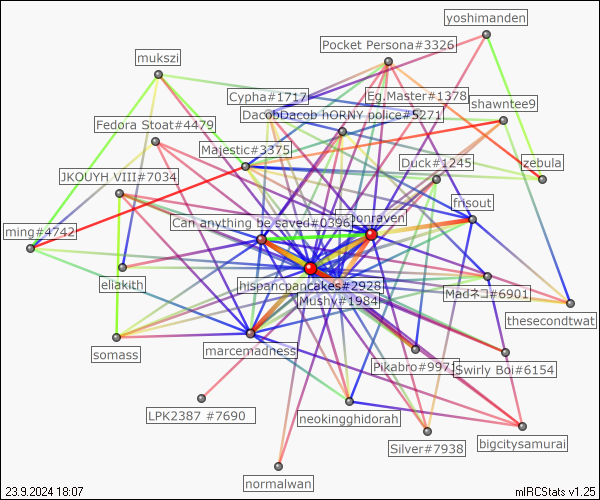 yoshimanden
Pocket Persona#3326
mukszi
Cypha#1717
Eg.Master#1378
shawntee9
DacobDacob hORNY police#5271
Fedora Stoat#4479
Majestic#3375
Duck#1245
Izebula
JKOUYH VIII#7034
frisout
Can anything be saved#0396
ponraven
ming#4742
eliakith
hispancpancakes#2928
Madネコ#6901
Mushy#1984
thesecondtwat
somass
marcemadness
Pikabro#9971
Swirly Boi#6154
LPK2387 #7690
neokingghidorah
Silver#7938
bigcitysamurai
normalwan
23.9.2024 18:07
mIRCStats v1.25